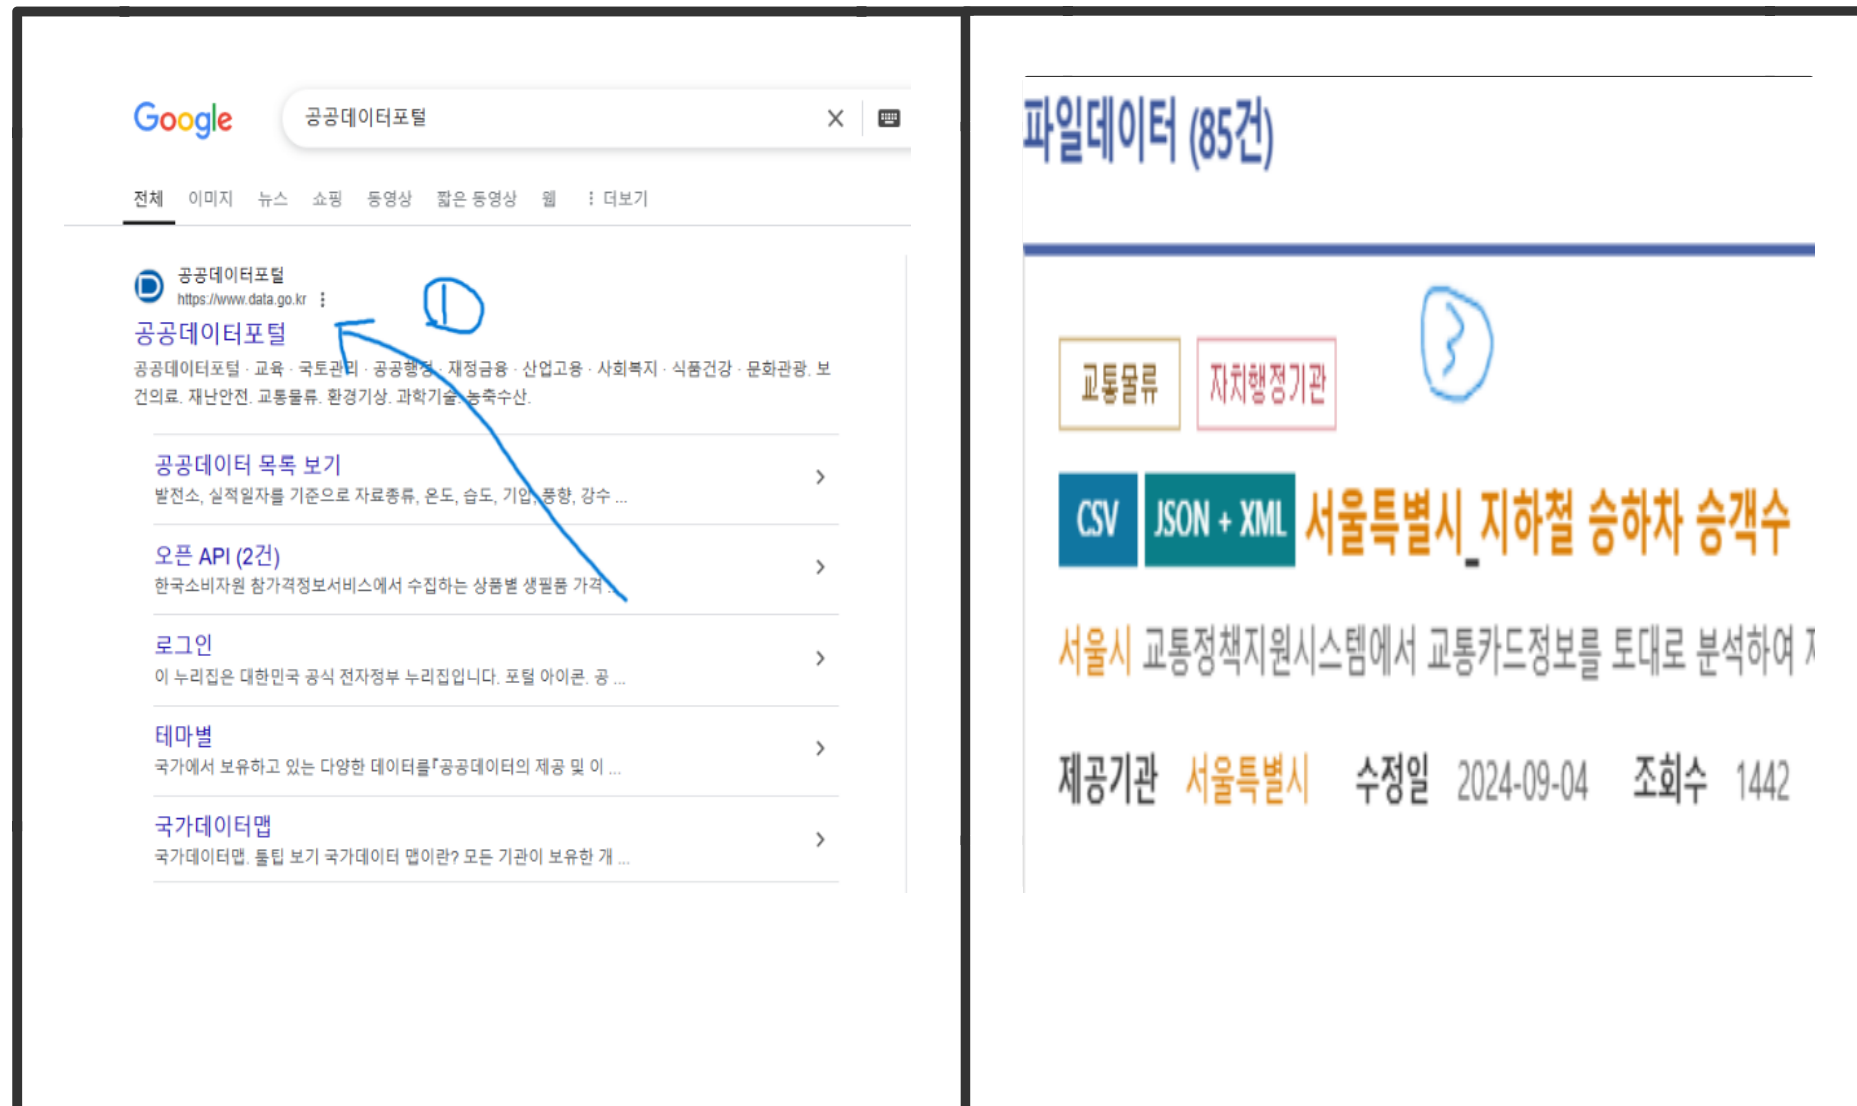 Google
공공데이터포털
전체 이미지 뉴스 쇼핑 동영상 짧은 동영상 웹 더보기
공공데이터포털
https://www.data.go.kr
공공데이터포털
①
공공데이터포털 · 교육 · 국토관리 · 공공행정 · 재정금융 · 산업고용 · 사회복지 · 식품건강 · 문화관광. 보
건의료. 재난안전. 교통물류. 환경기상. 과학기술. 농축수산.
공공데이터 목록 보기
발전소, 실적일자를 기준으로 자료종류, 온도, 습도, 기압, 풍향, 강수 ...
오픈 API (2건)
한국소비자원 참가격정보서비스에서 수집하는 상품별 생필품 가격 ...
로그인
이 누리집은 대한민국 공식 전자정부 누리집입니다. 포털 아이콘. 공 ...
테마별
국가에서 보유하고 있는 다양한 데이터를『공공데이터의 제공 및 이 ...
국가데이터맵
국가데이터맵. 툴팁 보기 국가데이터 맵이란? 모든 기관이 보유한 개 ...
파일데이터 (85건)
③
교통물류 자치행정기관
CSV JSON + XML 서울특별시_지하철 승하차 승객수
서울시 교통정책지원시스템에서 교통카드정보를 토대로 분석하여
제공기관 서울특별시 수정일 2024-09-04 조회수 1442